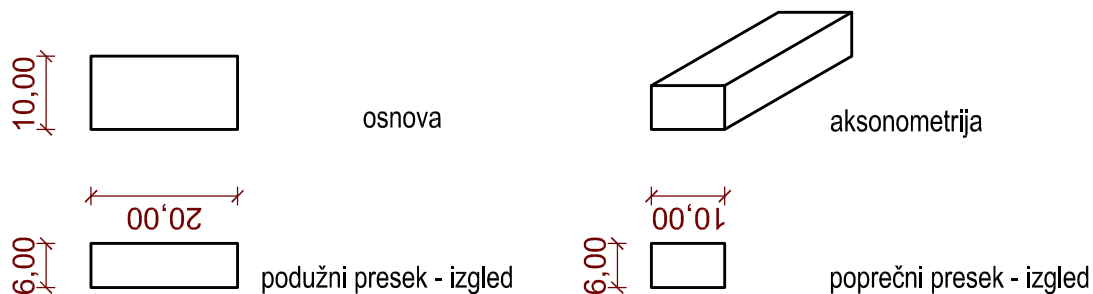 10,00
osnova
aksonometrija
20,00
10,00
6,00
podužni presek - izgled
6,00
poprečni presek - izgled